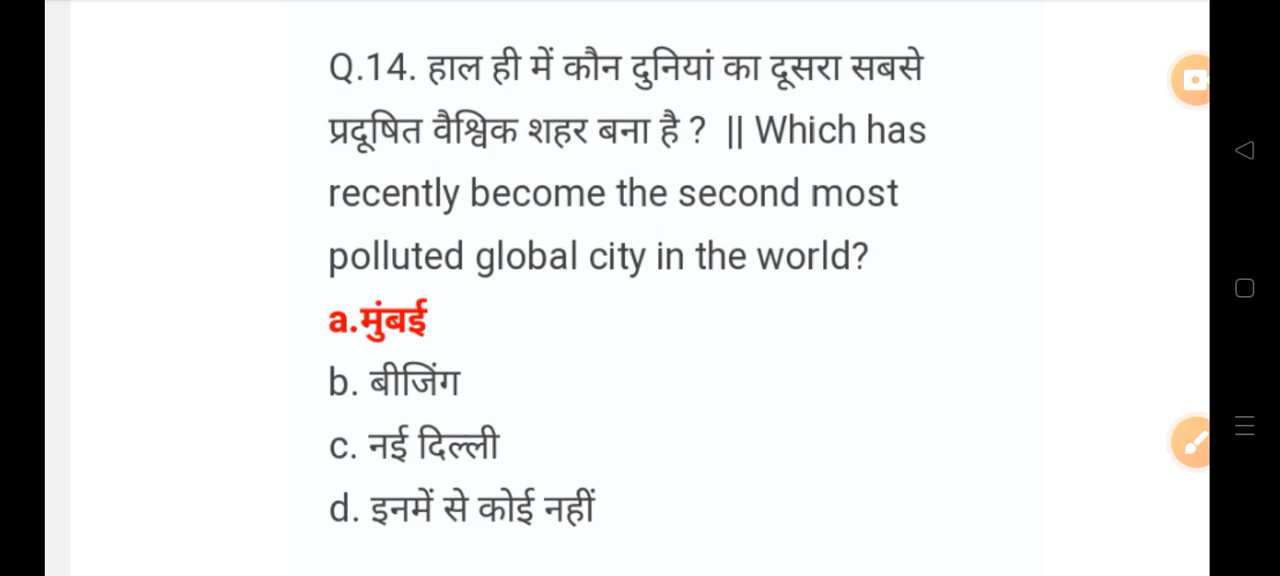 Q.14. हाल ही में कौन दुनियां का दूसरा सबसे
प्रदूषित वैश्विक शहर बना है ? || Which has
recently become the second most
polluted global city in the world?
a.मुंबई
b. बीजिंग
c. नई दिल्ली
d. इनमें से कोई नहीं